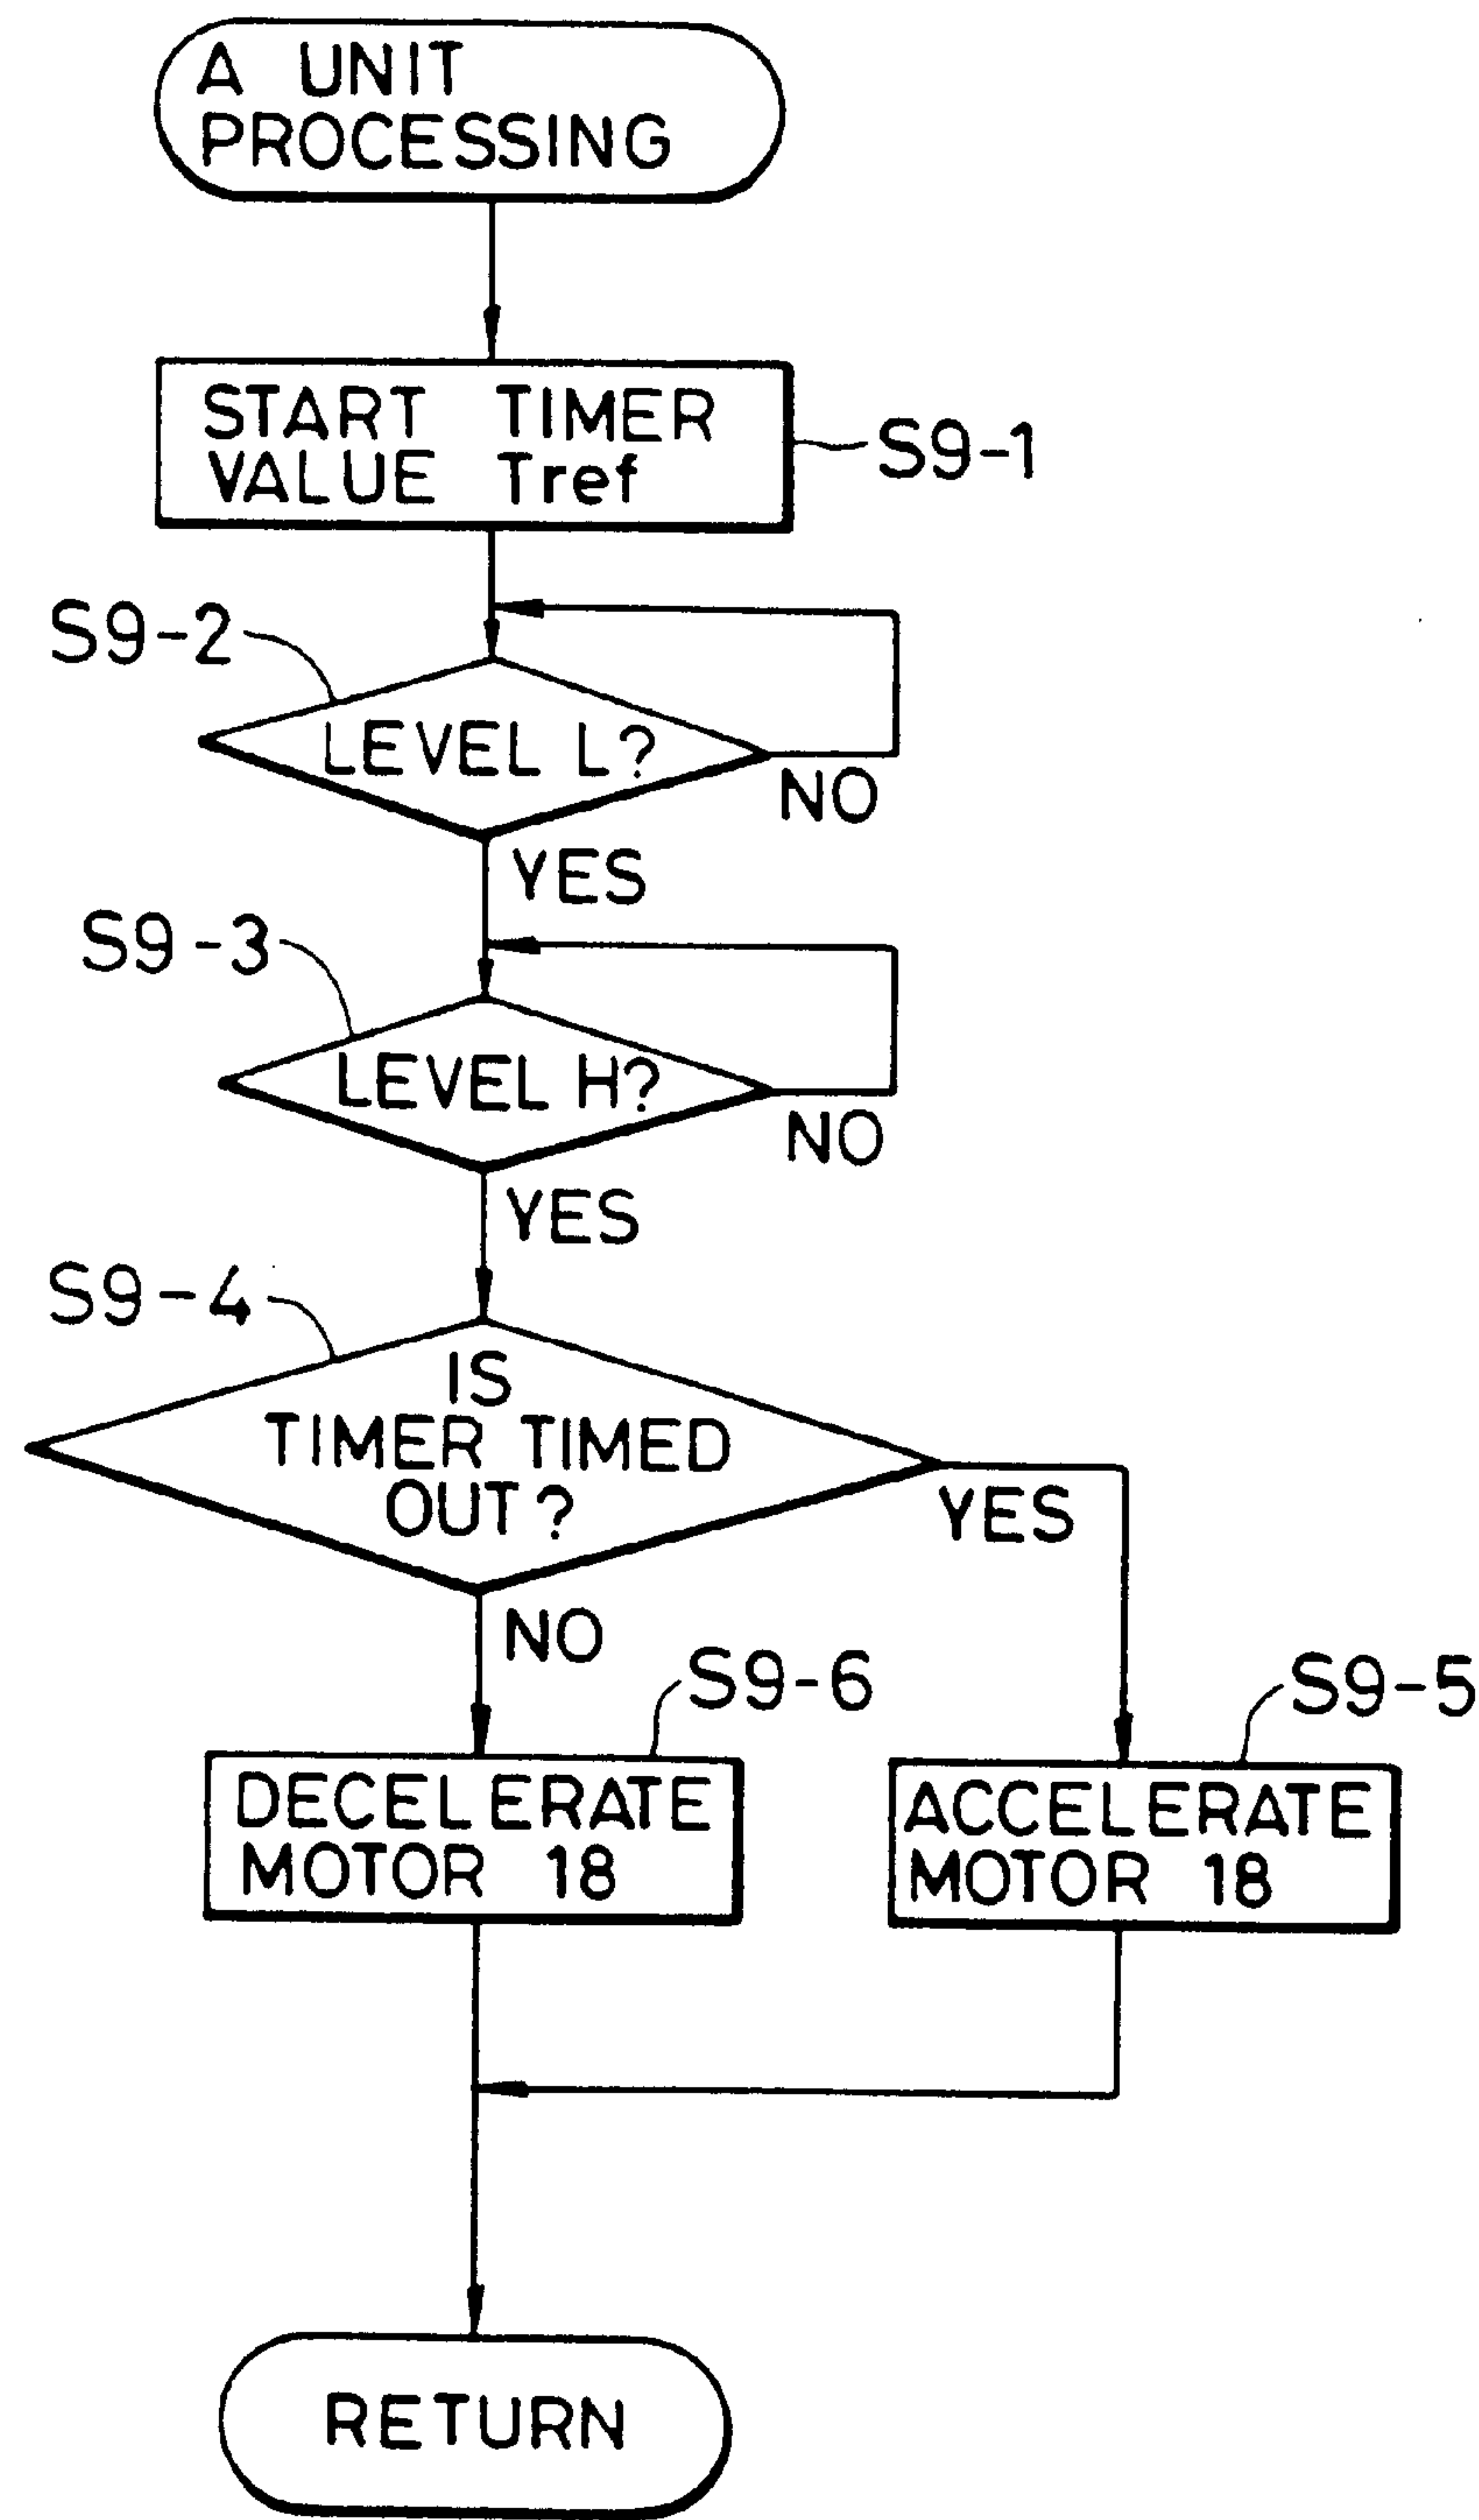 A UNIT
PROCESSING
START TIMER
VALUE Tref
S9-1
S9-2
LEVEL L?
NO
YES
S9-3
LEVEL H?
NO
YES
S9-4
IS
TIMER TIMED
OUT?
YES
NO
S9-6
S9-5
DECELERATE
MOTOR 18
ACCELERATE
MOTOR 18
RETURN